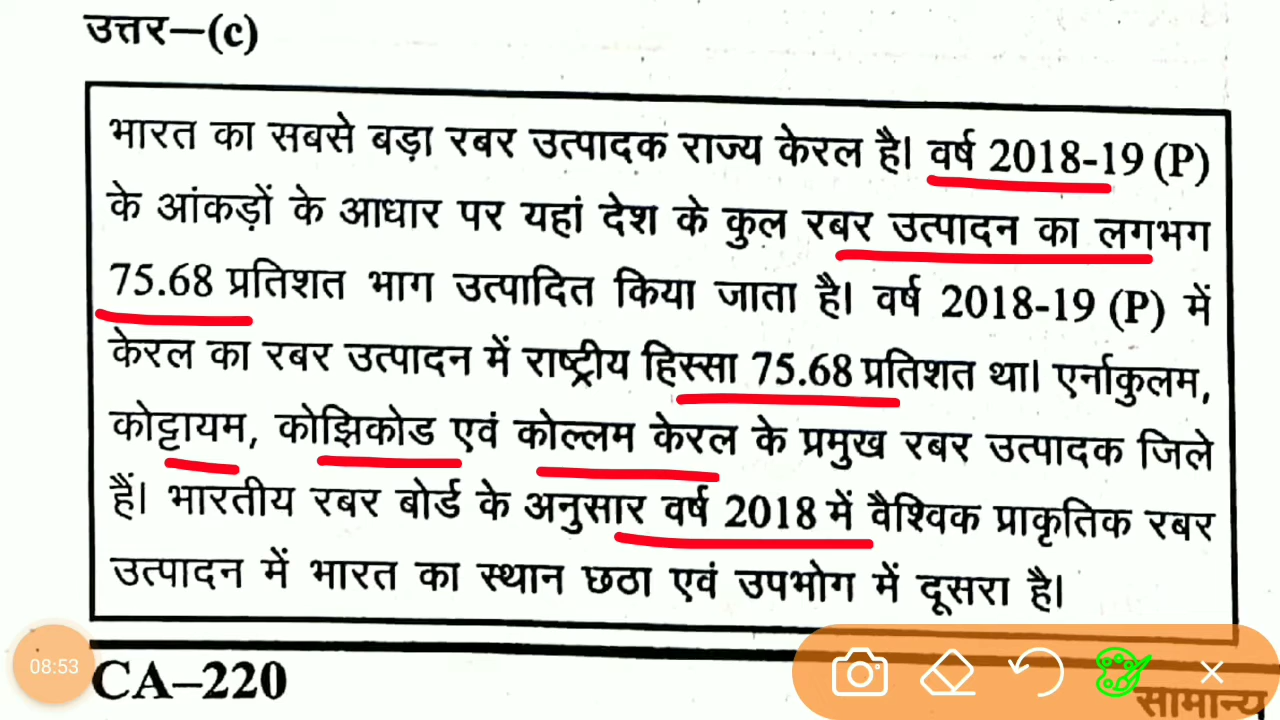 उत्तर—(c)
भारत का सबसे बड़ा रबर उत्पादक राज्य केरल है। वर्ष 2018-19 (P)
के आंकड़ों के आधार पर यहां देश के कुल रबर उत्पादन का लगभग
75.68 प्रतिशत भाग उत्पादित किया जाता है। वर्ष 2018-19 (P) में
केरल का रबर उत्पादन में राष्ट्रीय हिस्सा 75.68 प्रतिशत था। एर्नाकुलम,
कोट्टायम, कोझिकोड एवं कोल्लम केरल के प्रमुख रबर उत्पादक जिले
हैं। भारतीय रबर बोर्ड के अनुसार वर्ष 2018 में वैश्विक प्राकृतिक रबर
उत्पादन में भारत का स्थान छठा एवं उपभोग में दूसरा है।
08:53
CA–220
सामान्य